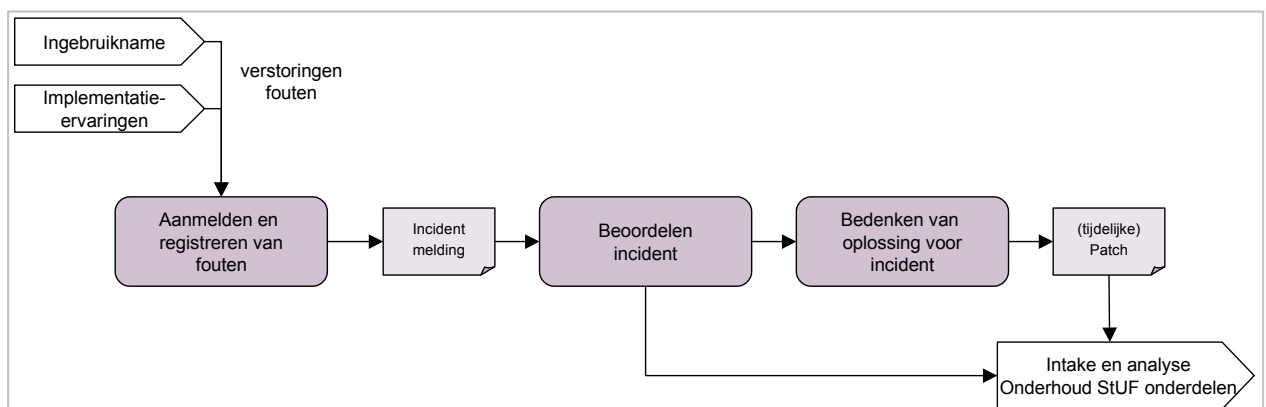 Ingebruikname
Implementatie-
ervaringen
verstoringen
fouten
Aanmelden en
registreren van
fouten
Incident
melding
Beoordelen
incident
Bedenken van
oplossing voor
incident
(tijdelijke)
Patch
Intake en analyse
Onderhoud StUF onderdelen